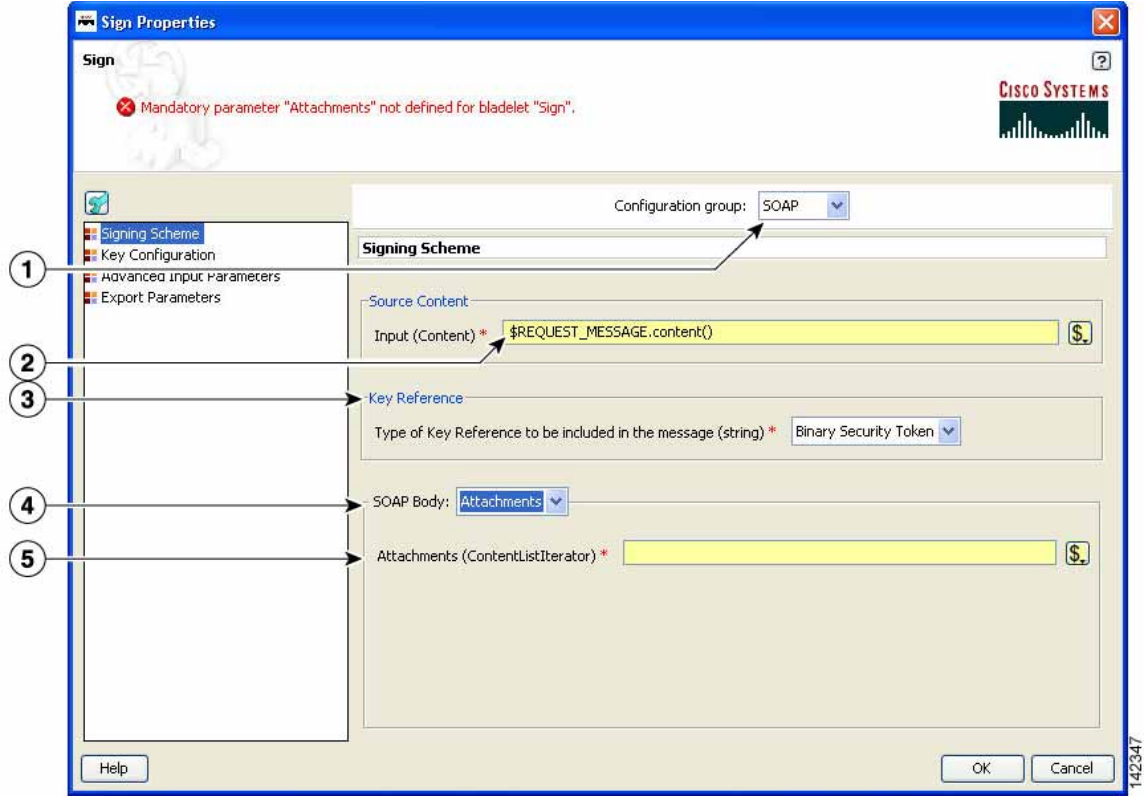 Sign Properties
Sign
Mandatory parameter "Attachments" not defined for bladelet "Sign".
CISCO SYSTEMS
Configuration group: SOAP
Signing Scheme
Key Configuration
Advanced Input Parameters
Export Parameters
Signing Scheme
1
Source Content
Input (Content) * $REQUEST_MESSAGE.content() $
2
3
Key Reference
Type of Key Reference to be included in the message (string) * Binary Security Token
4
SOAP Body: Attachments
5
Attachments (ContentListIterator) * $
Help
OK
Cancel
142347